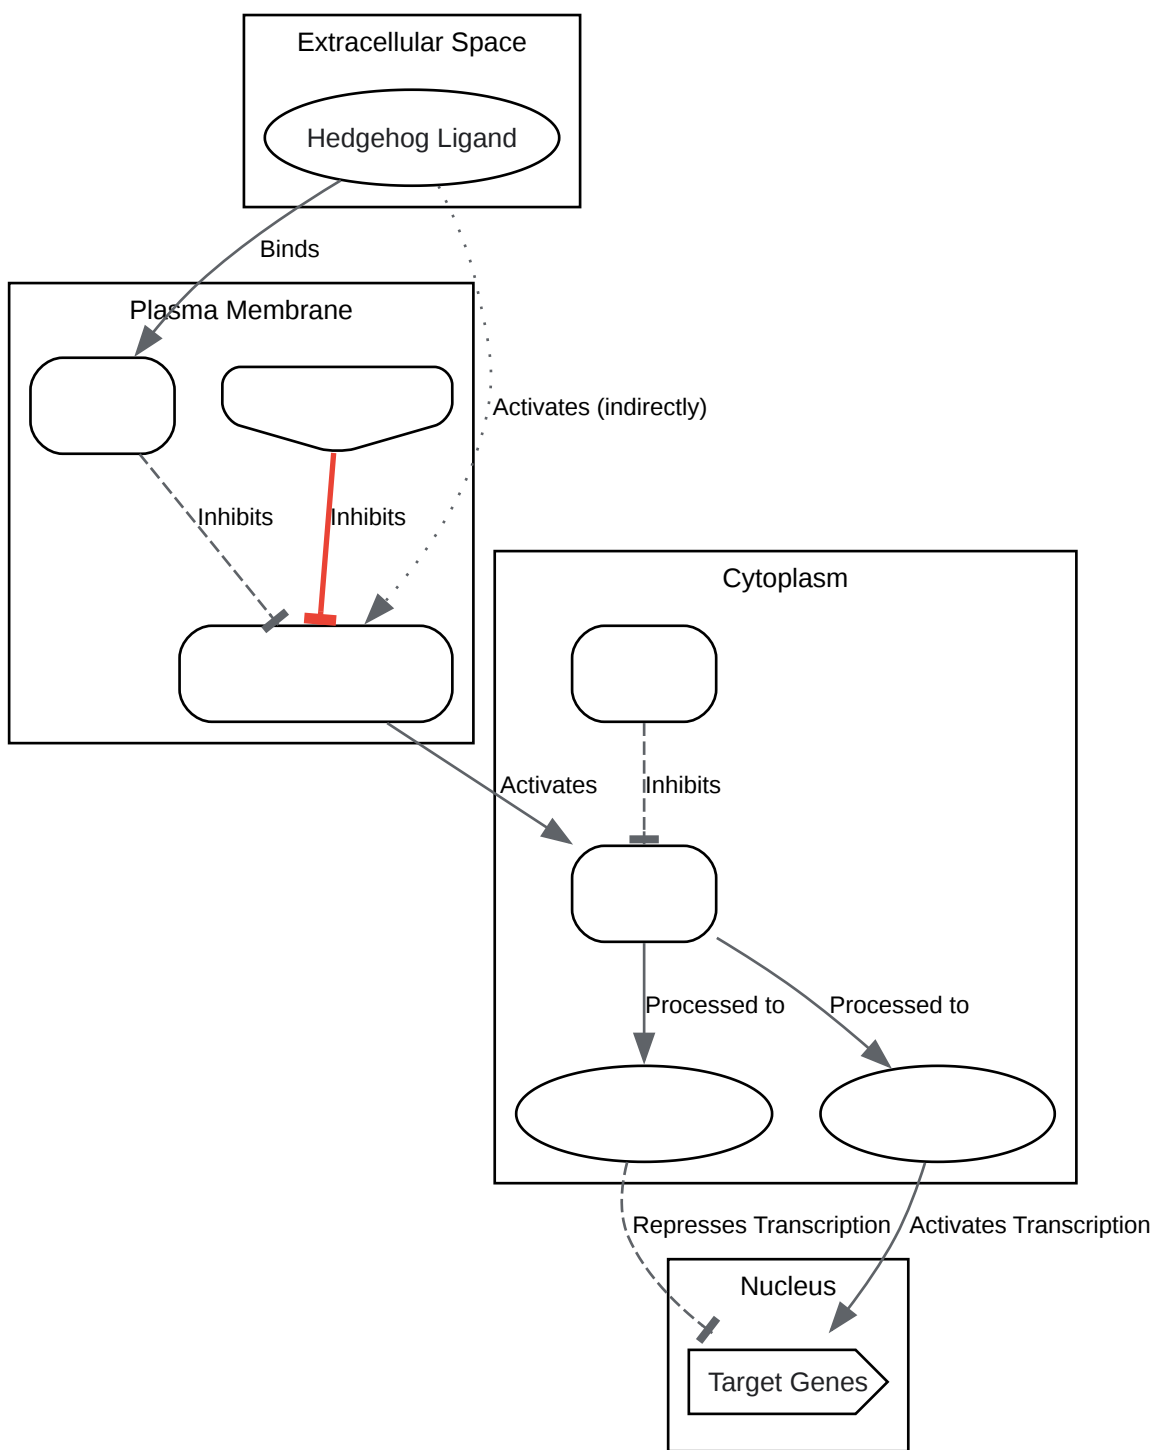 Extracellular Space
Hedgehog Ligand
Binds
Plasma Membrane
Activates (indirectly)
Inhibits
Inhibits
Cytoplasm
Activates
Inhibits
Processed to
Processed to
Represses Transcription
Activates Transcription
Nucleus
Target Genes